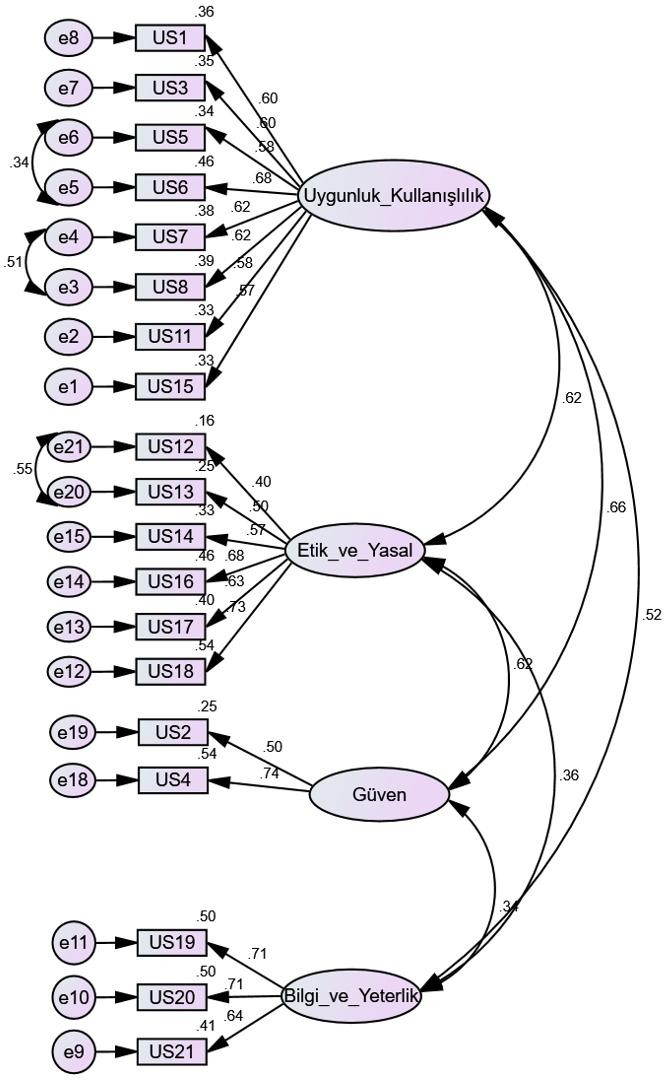 .36
e8 US1
.35
e7 US3
.60
.34
e6 US5
.60
.34
.58
.46
e5 US6
.68
Uygunluk_Kullanışlılık
.38
.62
e4 US7
.62
.51
.39
.58
e3 US8
.57
.33
e2 US11
.33
e1 US15
.62
.16
e21 US12
.55
.25
.40
e20 US13
.50
.66
.33
.57
e15 US14
Etik_ve_Yasal
.46
.68
e14 US16
.63
.40
.73
e13 US17
.52
.54
e12 US18
.62
.25
e19 US2
.50
.54
.74
e18 US4
.36
Güven
.34
.50
e11 US19
.71
.50
.71
e10 US20
Bilgi_ve_Yeterlik
.41
.64
e9 US21